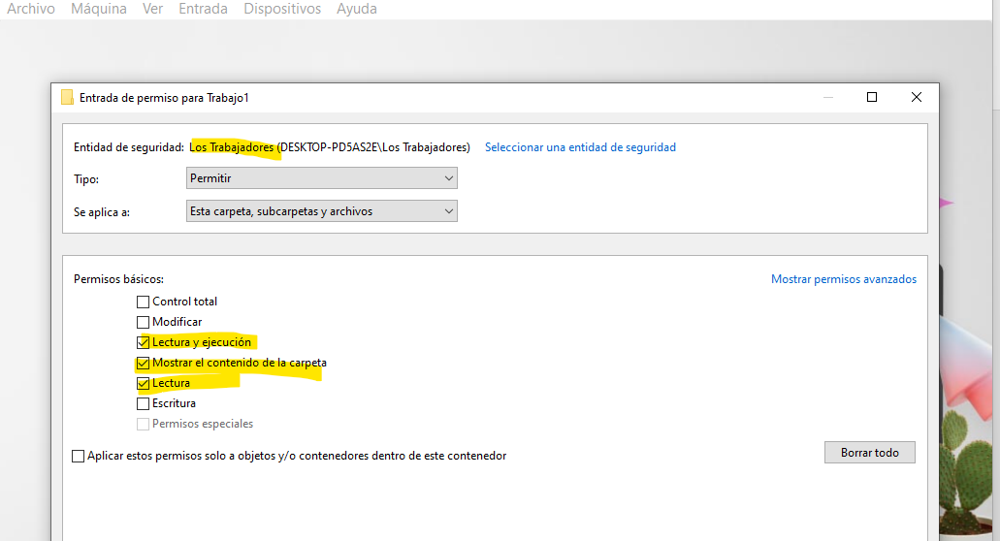 Archivo Máquina Ver Entrada Dispositivos Ayuda
Entrada de permiso para Trabajo1
Entidad de seguridad: Los Trabajadores (DESKTOP-PD5AS2E\Los Trabajadores) Seleccionar una entidad de seguridad
Tipo: Permitir
Se aplica a: Esta carpeta, subcarpetas y archivos
Permisos básicos: Mostrar permisos avanzados
Control total
Modificar
Lectura y ejecución
Mostrar el contenido de la carpeta
Lectura
Escritura
Permisos especiales
Aplicar estos permisos solo a objetos y/o contenedores dentro de este contenedor Borrar todo